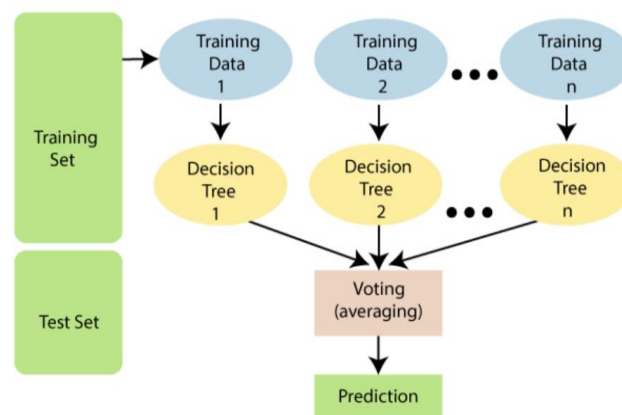 Training
Set
Test Set
Training
Data
1
Training
Data
2
Training
Data
n
Decision
Tree
1
Decision
Tree
2
Decision
Tree
n
Voting
(averaging)
Prediction